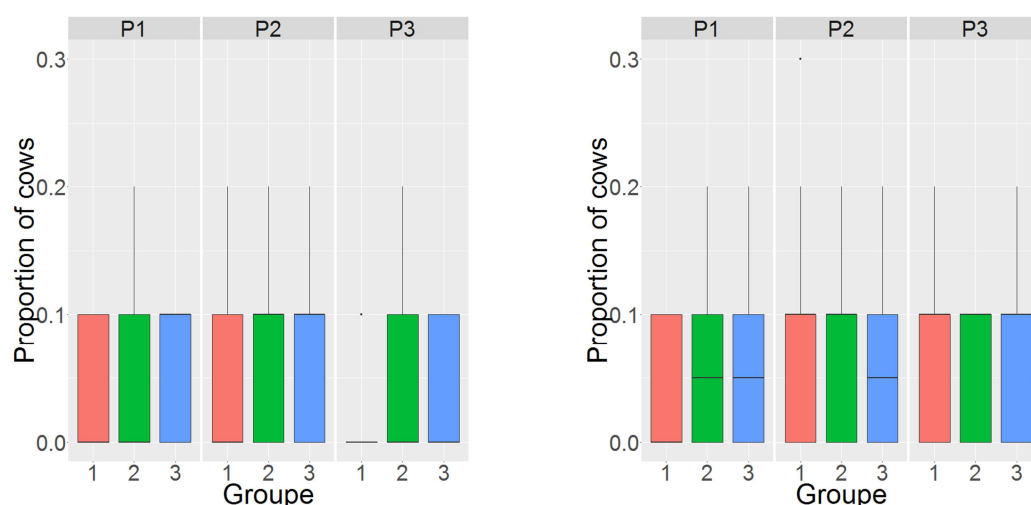 P1 P2 P3
0.3
0.2
0.1
0.0
Proportion of cows
1 2 3 1 2 3 1 2 3
Groupe
P1 P2 P3
0.3
0.2
0.1
0.0
Proportion of cows
1 2 3 1 2 3 1 2 3
Groupe